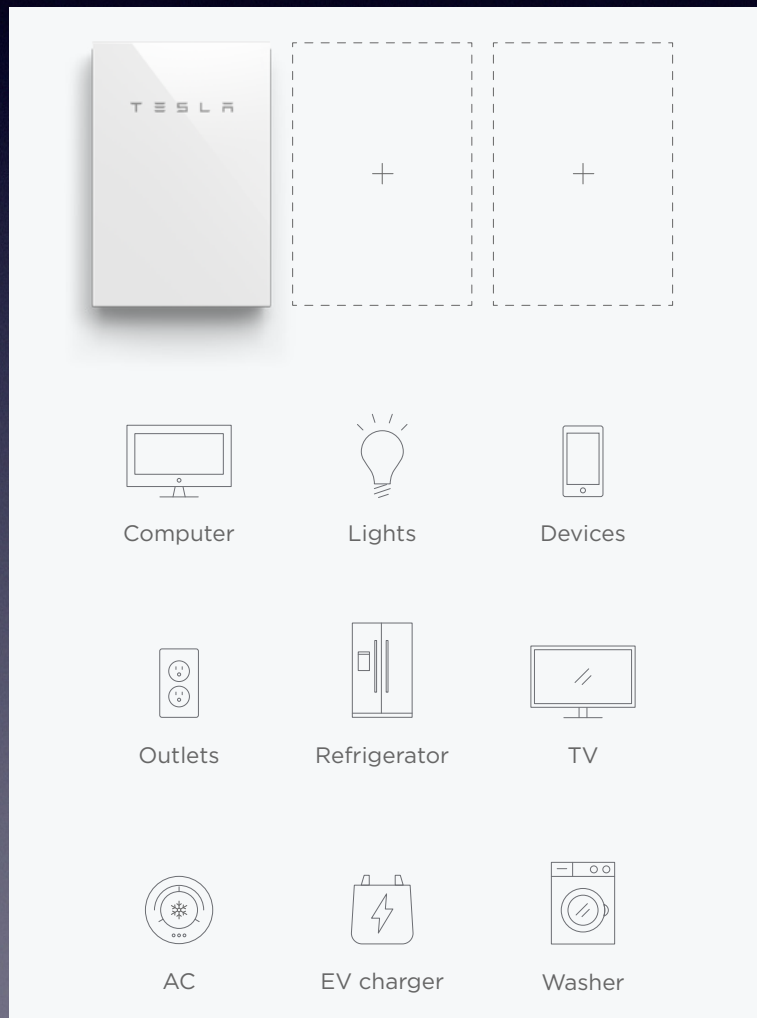 TESLA
+ +
Computer Lights Devices
Outlets Refrigerator TV
AC EV charger Washer